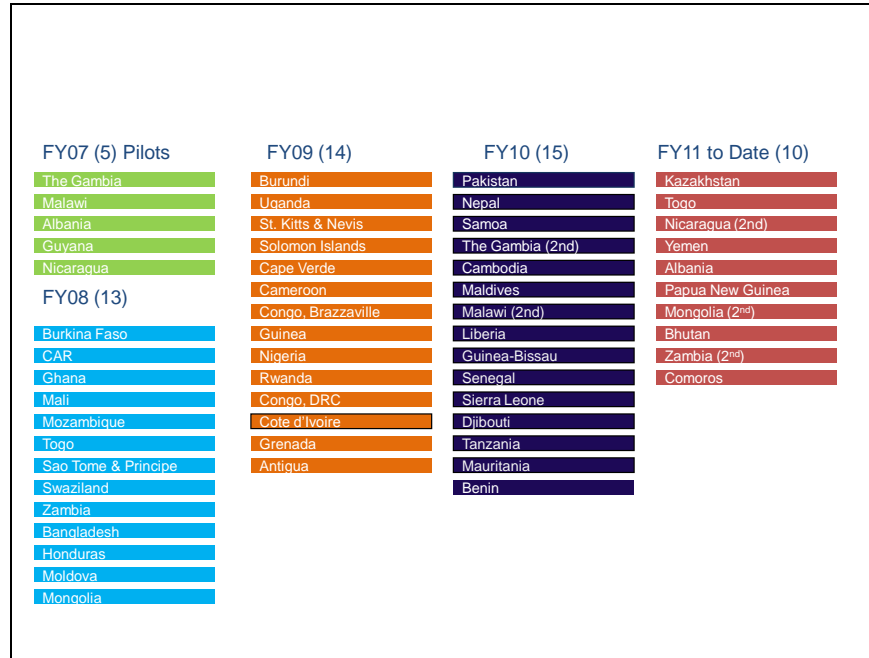 FY07 (5) Pilots
The Gambia
Malawi
Albania
Guyana
Nicaragua
FY08 (13)
Burkina Faso
CAR
Ghana
Mali
Mozambique
Togo
Sao Tome & Principe
Swaziland
Zambia
Bangladesh
Honduras
Moldova
Mongolia
FY09 (14)
Burundi
Uganda
St. Kitts & Nevis
Solomon Islands
Cape Verde
Cameroon
Congo, Brazzaville
Guinea
Nigeria
Rwanda
Congo, DRC
Cote d'Ivoire
Grenada
Antigua
FY10 (15)
Pakistan
Nepal
Samoa
The Gambia (2nd)
Cambodia
Maldives
Malawi (2nd)
Liberia
Guinea-Bissau
Senegal
Sierra Leone
Djibouti
Tanzania
Mauritania
Benin
FY11 to Date (10)
Kazakhstan
Togo
Nicaragua (2nd)
Yemen
Albania
Papua New Guinea
Mongolia (2nd)
Bhutan
Zambia (2nd)
Comoros